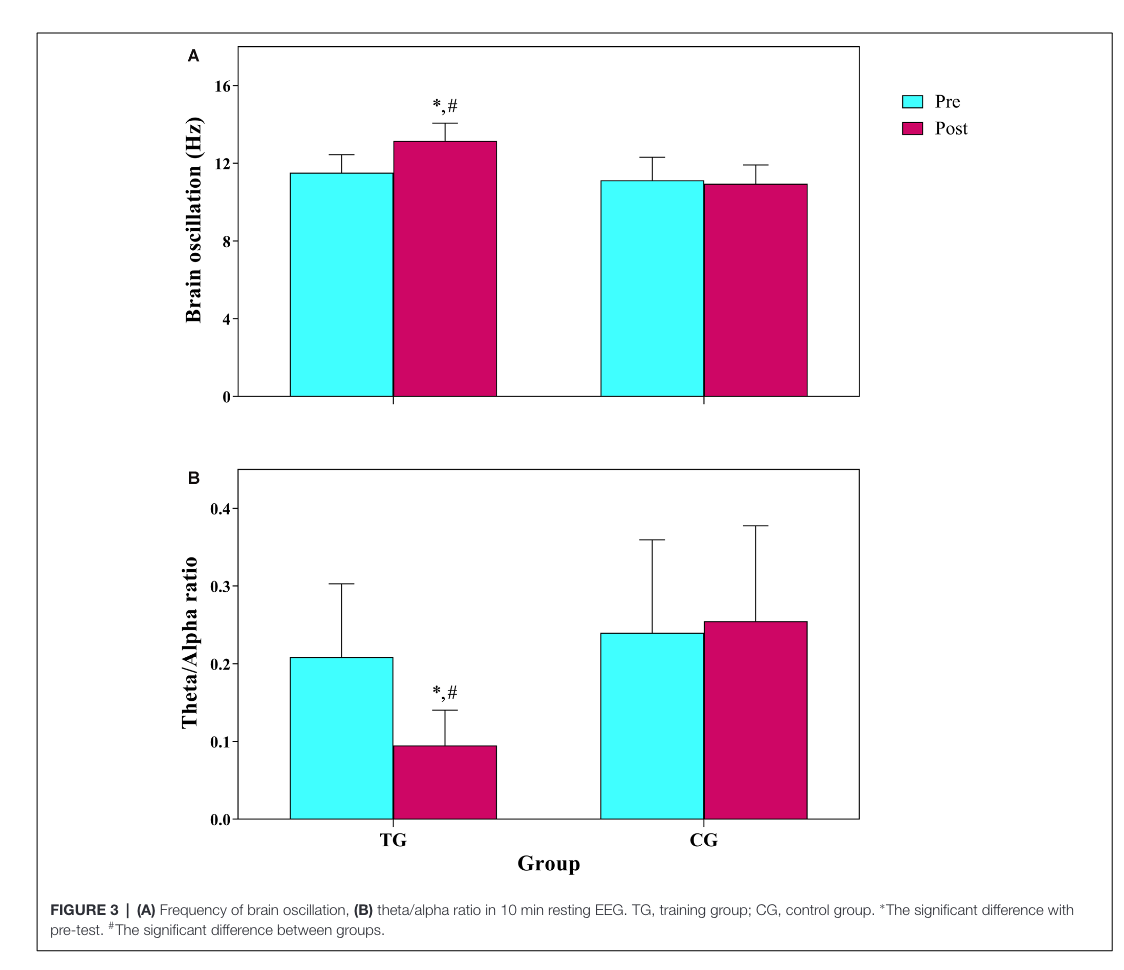 A
16
12
8
4
0
Brain oscillation (Hz)
*,#
Pre
Post
B
0.4
0.3
0.2
0.1
0.0
Theta/Alpha ratio
*,#
TG
CG
Group
FIGURE 3 | (A) Frequency of brain oscillation, (B) theta/alpha ratio in 10 min resting EEG. TG, training group; CG, control group. *The significant difference with
pre-test. #The significant difference between groups.